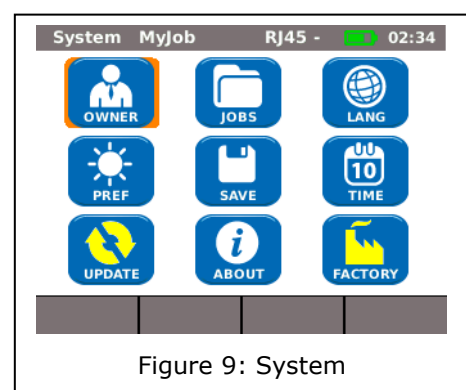 System MyJob RJ45 - 02:34
OWNER JOBS LANG
PREF SAVE 10 TIME
UPDATE i ABOUT FACTORY
Figure 9: System